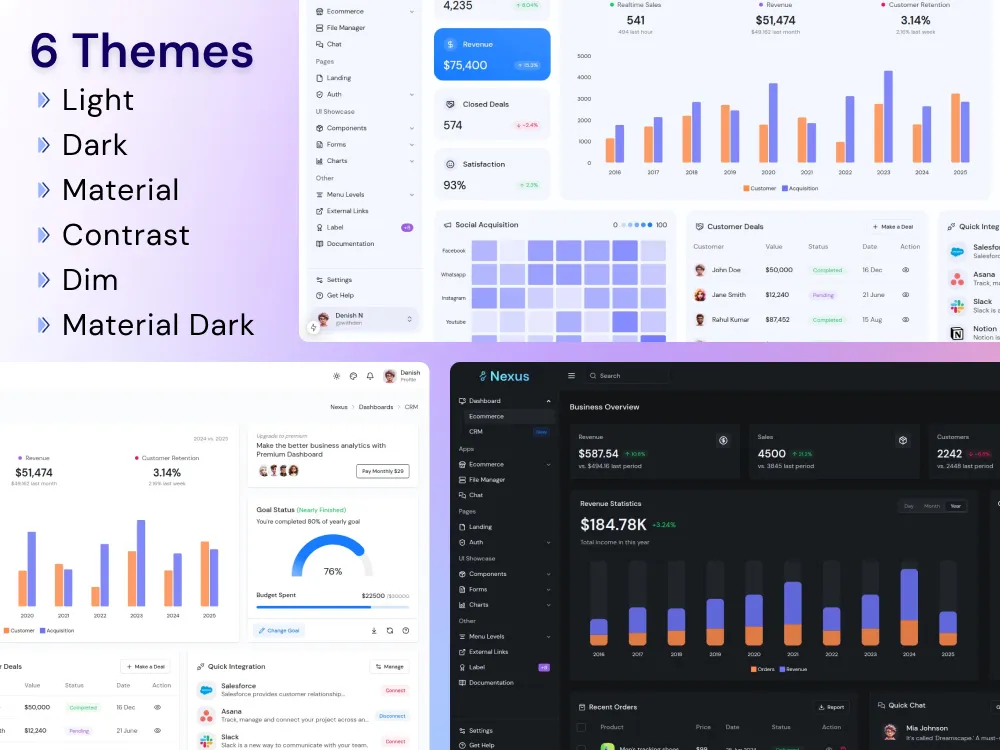 6 Themes
Light
Dark
Material
Contrast
Dim
Material Dark
Ecommerce
File Manager
Chat
Pages
Landing
Auth
UI Showcase
Components
Forms
Charts
Other
Menu Levels
External Links
Label +8
Documentation
Settings
Get Help
Denish N
@withden
4,235 9.04%
Revenue
$75,400 15.3%
Closed Deals
574 -2.4%
Satisfaction
93% 2.2%
Realtime Sales Revenue Customer Retention
541 $51,474 3.14%
494 last hour $49,162 last month 2.16% last week
5000
4000
3000
2000
1000
0
2016 2017 2018 2019 2020 2021 2022 2023 2024 2025
Customer Acquisition
Social Acquisition 0 100
Facebook
Whatsapp
Instagram
Youtube
Customer Deals + Make a Deal
Customer Value Status Date Action
John Doe $50,000 Completed 16 Dec
Jane Smith $12,240 Pending 21 June
Rahul Kumar $87,452 Completed 15 Aug
Quick Integ
Salesfor
Salesforc
Asana
Track, ma
Slack
Slack is a
Notion
Notion is
Denish
Profile
Nexus > Dashboards > CRM
2024 vs. 2025
Revenue Customer Retention
$51,474 3.14%
$49,162 last month 2.16% last week
2020 2021 2022 2023 2024 2025
Customer Acquisition
Upgrade to premium
Make the better business analytics with
Premium Dashboard
Pay Monthly $29
Goal Status (Nearly Finished)
You're completed 80% of yearly goal
76%
Budget Spent $22500 /$30000
Change Goal
r Deals + Make a Deal
Value Status Date Action
$50,000 Completed 16 Dec
$12,240 Pending 21 June
Quick Integration Manage
Salesforce
Salesforce provides customer relationship...
Connect
Asana
Track, manage and connect your project across an...
Disconnect
Slack
Slack is a new way to communicate with your team.
Connect
Nexus
Search
Dashboard
Ecommerce
CRM New
Apps
Ecommerce
File Manager
Chat
Pages
Landing
Auth
UI Showcase
Components
Forms
Charts
Other
Menu Levels
External Links
Label +8
Documentation
Settings
Get Help
Business Overview
Revenue
$587.54 10.8%
vs. $494.16 last period
Sales
4500 21.2%
vs. 3845 last period
Customers
2242
vs. 2448 last period
Revenue Statistics Day Month Year
$184.78K +3.24%
Total income in this year
2016 2017 2018 2019 2020 2021 2022 2023 2024 2025
Orders Revenue
Recent Orders Report
Product Price Date Status Action
Men's tracking shoes $99
Quick Chat
Mia Johnson
It's called 'Dreamscape.' A must-